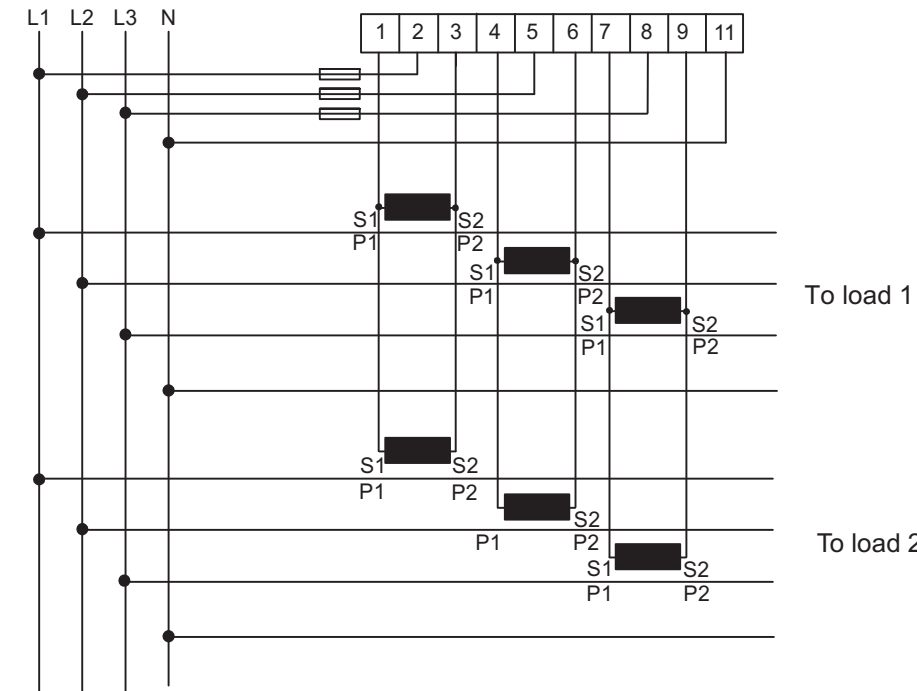 L1 L2 L3 N
1 2 3 4 5 6 7 8 9 11
S1 S2
P1 P2
S1 S2
P1 P2
To load 1
S1 S2
P1 P2
S1 S2
P1 P2
S2
P1 P2
To load 2
S1 S2
P1 P2